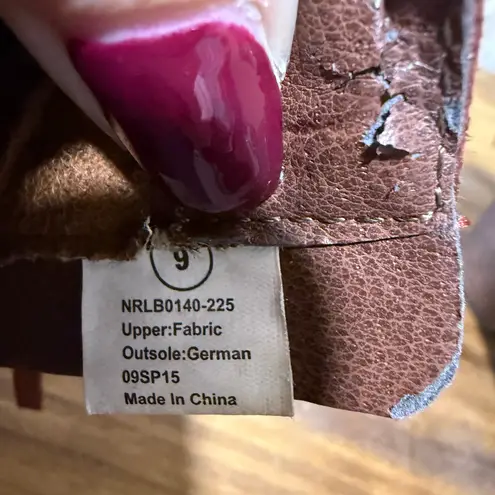 9
NRLB0140-225
Upper:Fabric
Outsole:German
09SP15
Made In China